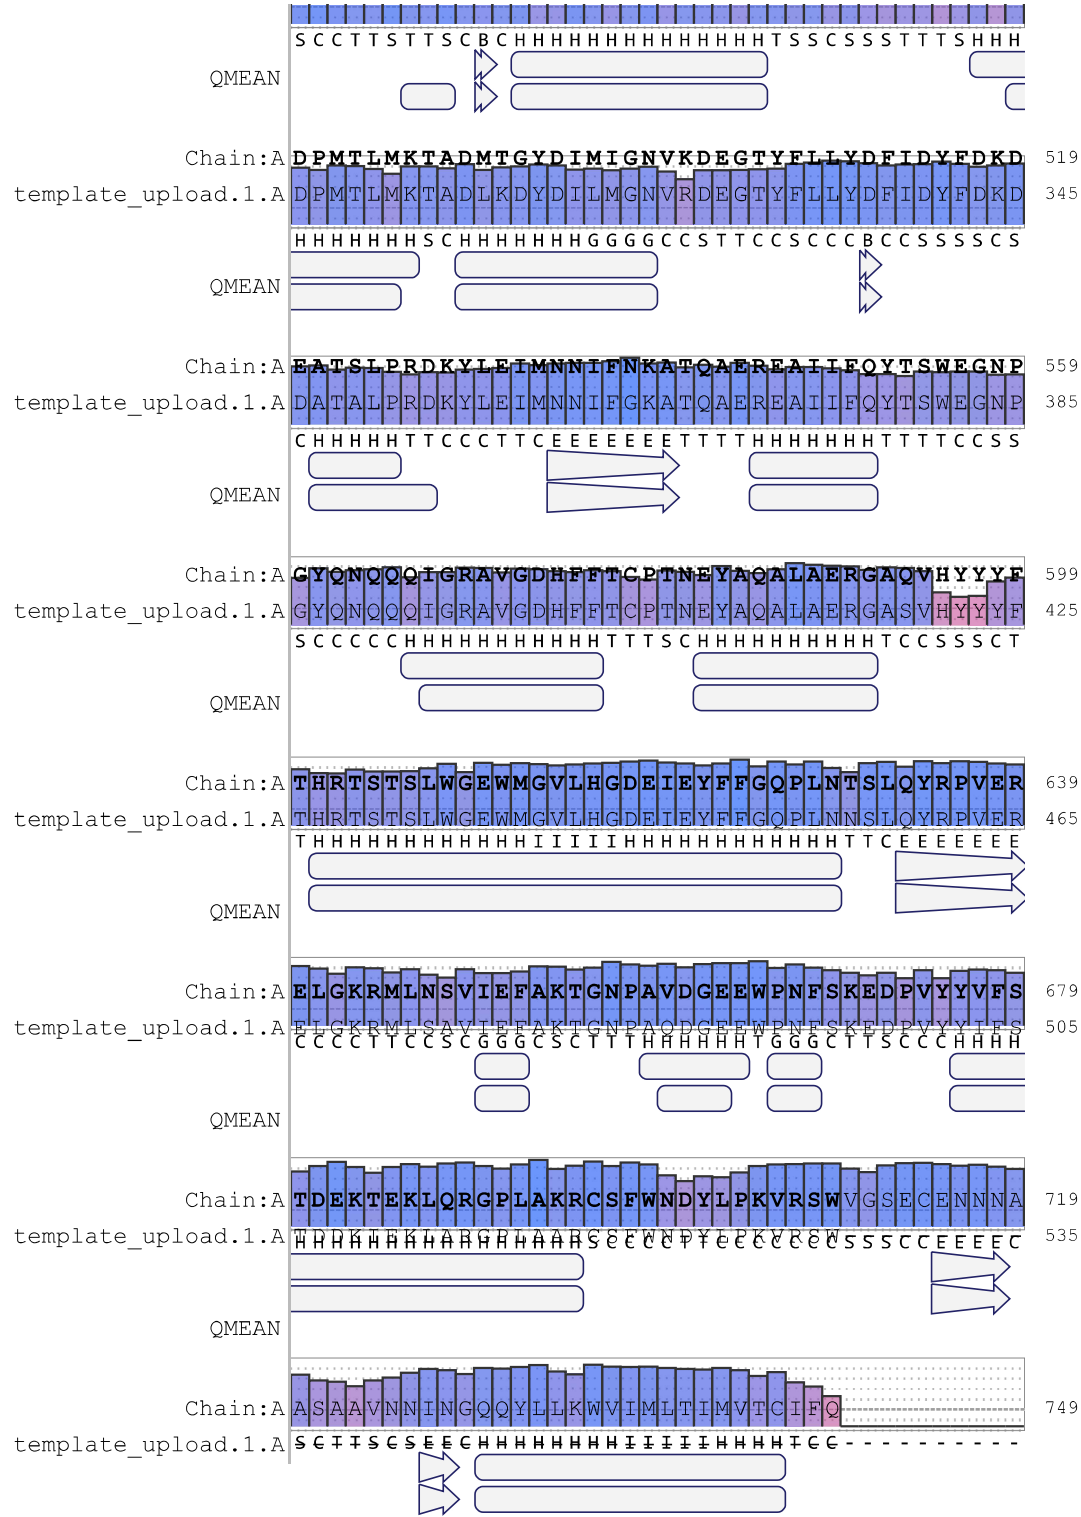 S C C T T S T T S C B C H H H H H H H H H H H H H H T S S C S S S T T T S H H H
QMEAN
Chain:A DPMTLMKTADMTGYDIMIGNVKDEGTYFLLYDFIDYFDKD 519
template_upload.1.A DPMTLMKTADLKDYDILMGNVRDEGTYFLLYDFIDYFDKD 345
H H H H H H H S C H H H H H H H G G G G C C S T T C C S C C C B C C S S S S C S
QMEAN
Chain:A EATSLPRDKYLEIMNNIFNKATQAEREAIIFQYTSWEGNP 559
template_upload.1.A DATALPRDKYLEIMNNIFGKATQAEREAIIFQYTSWEGNP 385
C H H H H H T T C C C T T C E E E E E E E T T T T H H H H H H H T T T T C C S S
QMEAN
Chain:A GYQNQQQQIGRAVGDHFFTCPTNEYAQALAERGAQVHYYYF 599
template_upload.1.A GYQNQQQIGRAVGDHFFTCPTNEYAQALAERGASVHYYYF 425
S C C C C C H H H H H H H H H H H T T T S C H H H H H H H H H H T C C S S S C T
QMEAN
Chain:A THRTSTSLWGEWMGVLHGDEIEYFFGQPLNTSLQYRPVER 639
template_upload.1.A THRTSTSLWGEWMGVLHGDEIEYFFGQPLNNSLQYRPVER 465
T H H H H H H H H H H H H I I I I I H H H H H H H H H H H H T T C E E E E E E E
QMEAN
Chain:A ELGKRMLNSVIEFAKTGNPAVDGEEWPNFSKEDPVYYVFS 679
template_upload.1.A ELGKRMLSAVIEFAKTGNPAQDGEEWPNFSKEDPVYYIFS 505
C C C C T T C C S C G G G C S C T T T H H H H H H T G G G C T T S C C C H H H H
QMEAN
Chain:A TDEKTEKLQRGPLAKRCSFWNDYLPKVRSWVGSECENNNA 719
template_upload.1.A TDDKIEKLARGPLAARCSFWNDYLPKVRSW---------- 535
H H H H H H H H H H H H H H H H S C C C C T T C C C C C C C S S S C C E E E E C
QMEAN
Chain:A ASAAVNNINGQQYLLKWVIMLTIMVTCIFQ---------- 749
template_upload.1.A ----------------------------------------
S C T T S C S E E C H H H H H H H H I I I I I H H H H T C C